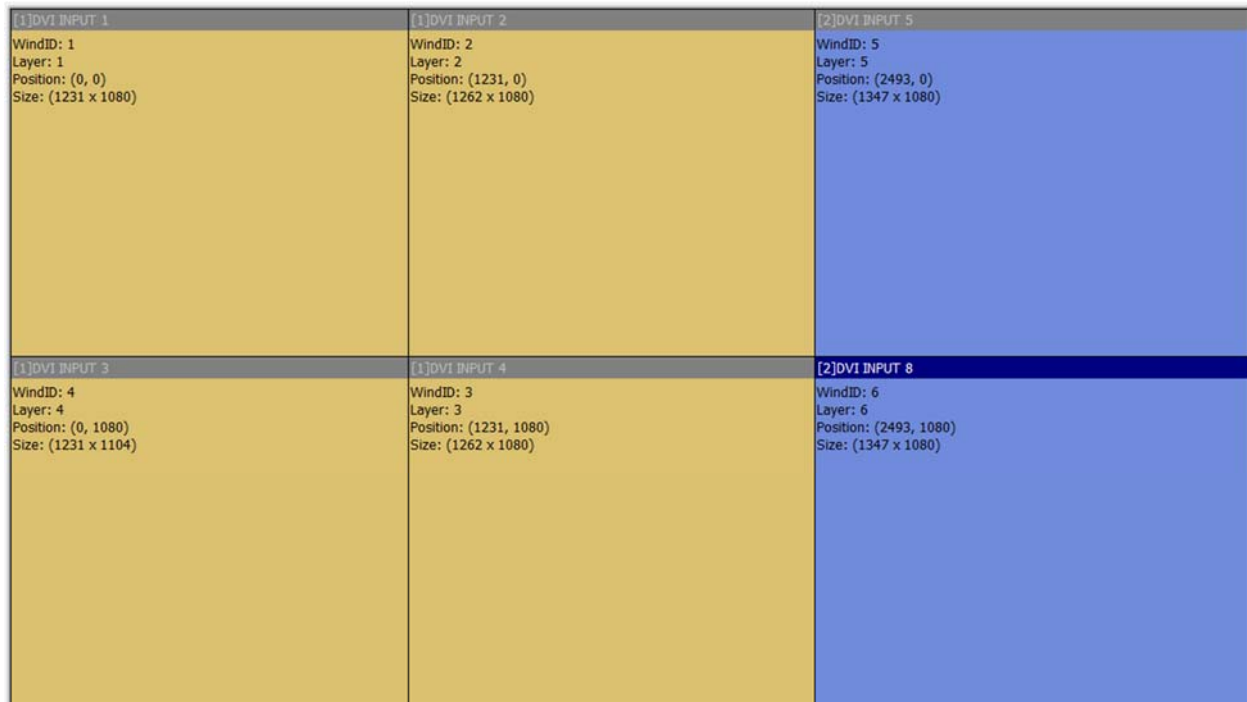 [1]DVI INPUT 1
WindID: 1
Layer: 1
Position: (0, 0)
Size: (1231 x 1080)
[1]DVI INPUT 2
WindID: 2
Layer: 2
Position: (1231, 0)
Size: (1262 x 1080)
[2]DVI INPUT 5
WindID: 5
Layer: 5
Position: (2493, 0)
Size: (1347 x 1080)
[1]DVI INPUT 3
WindID: 4
Layer: 4
Position: (0, 1080)
Size: (1231 x 1104)
[1]DVI INPUT 4
WindID: 3
Layer: 3
Position: (1231, 1080)
Size: (1262 x 1080)
[2]DVI INPUT 8
WindID: 6
Layer: 6
Position: (2493, 1080)
Size: (1347 x 1080)